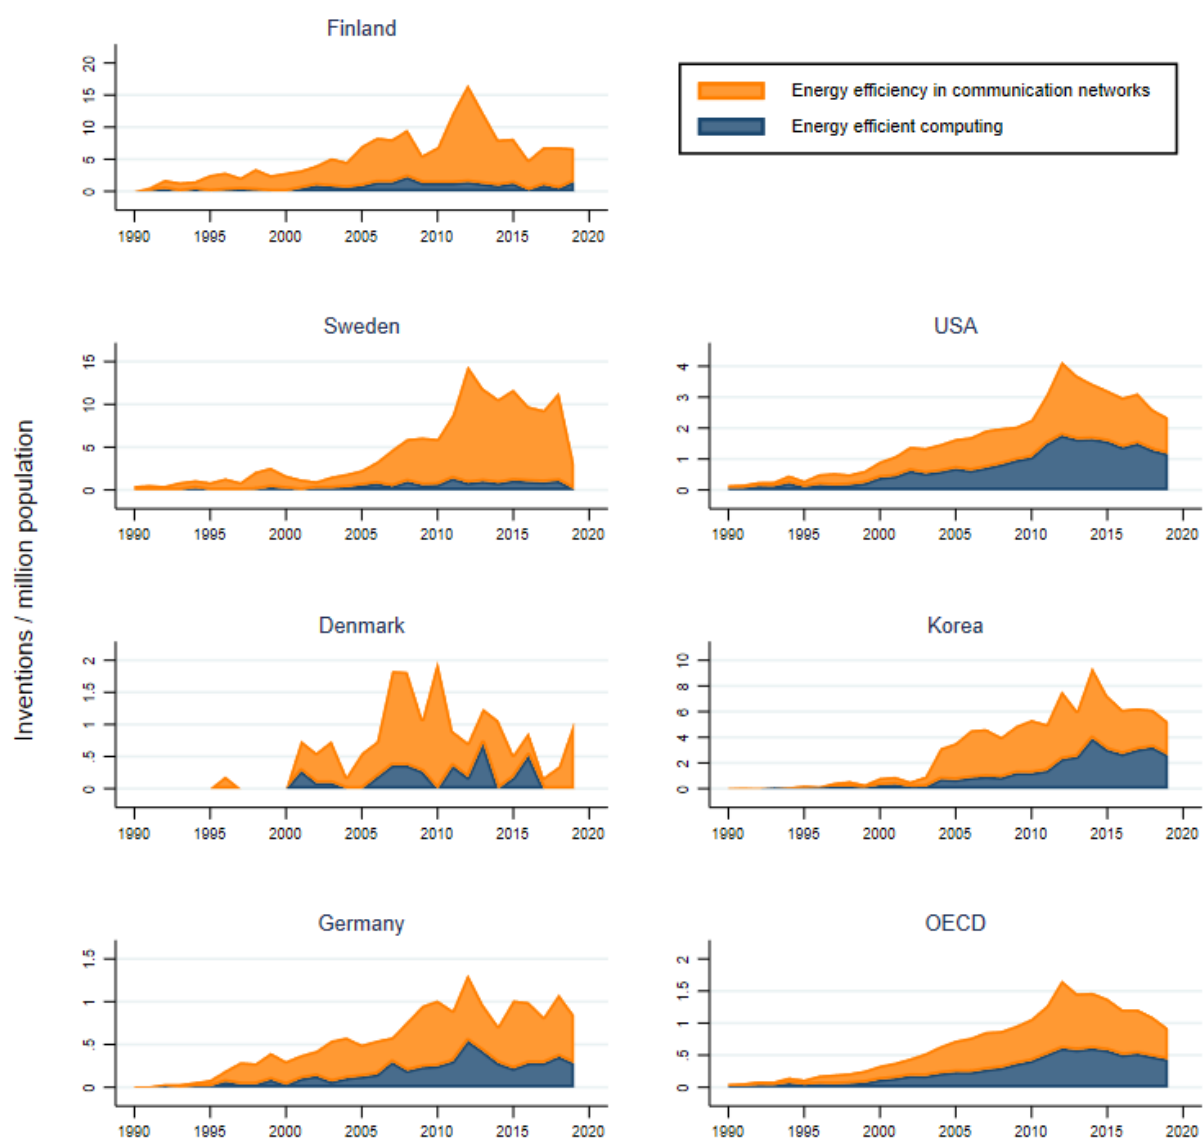 Finland
20
15
10
5
0
1990 1995 2000 2005 2010 2015 2020
Energy efficiency in communication networks
Energy efficient computing
Inventions / million population
Sweden
15
10
5
0
1990 1995 2000 2005 2010 2015 2020
USA
4
3
2
1
0
1990 1995 2000 2005 2010 2015 2020
Denmark
2
1.5
1
.5
0
1990 1995 2000 2005 2010 2015 2020
Korea
10
8
6
4
2
0
1990 1995 2000 2005 2010 2015 2020
Germany
1.5
1
.5
0
1990 1995 2000 2005 2010 2015 2020
OECD
2
1.5
1
.5
0
1990 1995 2000 2005 2010 2015 2020